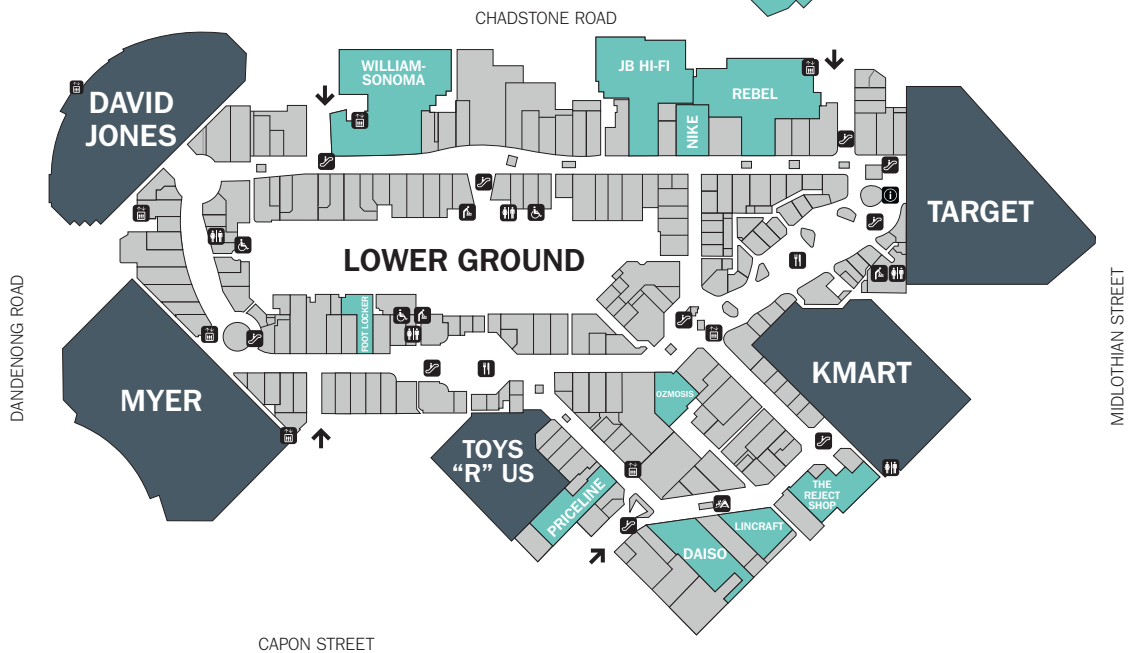 CHADSTONE ROAD
WILLIAM-
SONOMA
JB HI-FI
REBEL
NIKE
DAVID
JONES
TARGET
LOWER GROUND
FOOT LOCKER
DANDENONG ROAD
MIDLOTHIAN STREET
MYER
KMART
OZMOSIS
TOYS
“R” US
PRICELINE
THE
REJECT
SHOP
LINCRAFT
DAISO
CAPON STREET